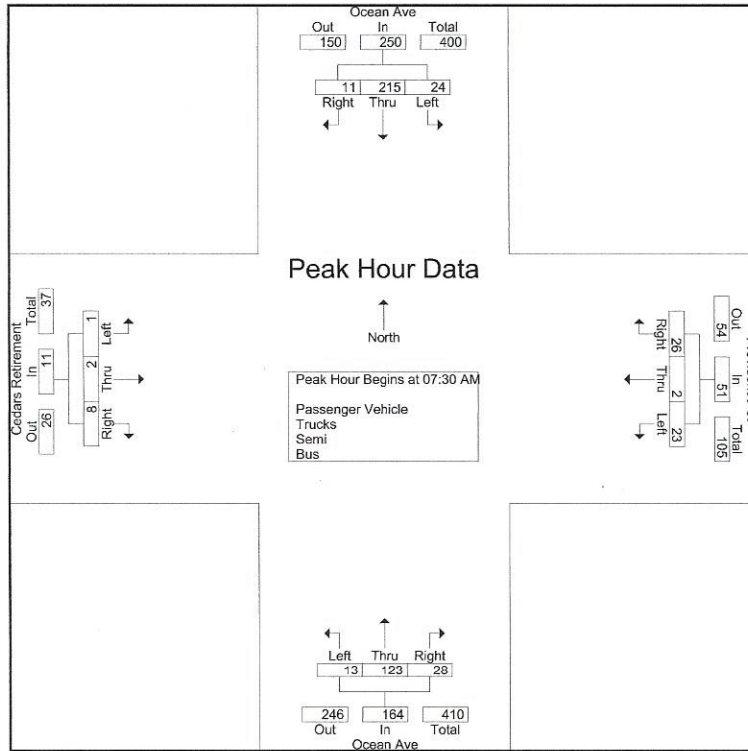 Ocean Ave
Out In Total
150 250 400
11 215 24
Right Thru Left
Peak Hour Data
North
Peak Hour Begins at 07:30 AM
Passenger Vehicle
Trucks
Semi
Bus
Cedars Retirement
Out In Total
26 11 37
8 2 1
Right Thru Left
Right Thru Left
26 2 23
Out In Total
54 51 105
Left Thru Right
13 123 28
246 164 410
Out In Total
Ocean Ave